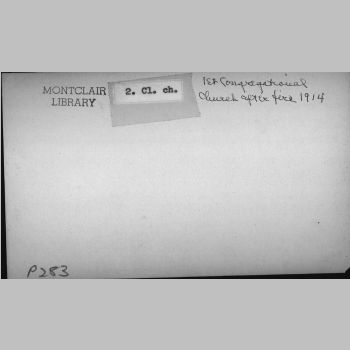 MONTCLAIR
LIBRARY
2. Cl. ch.
1st Congregational
Church after fire 1914
P283